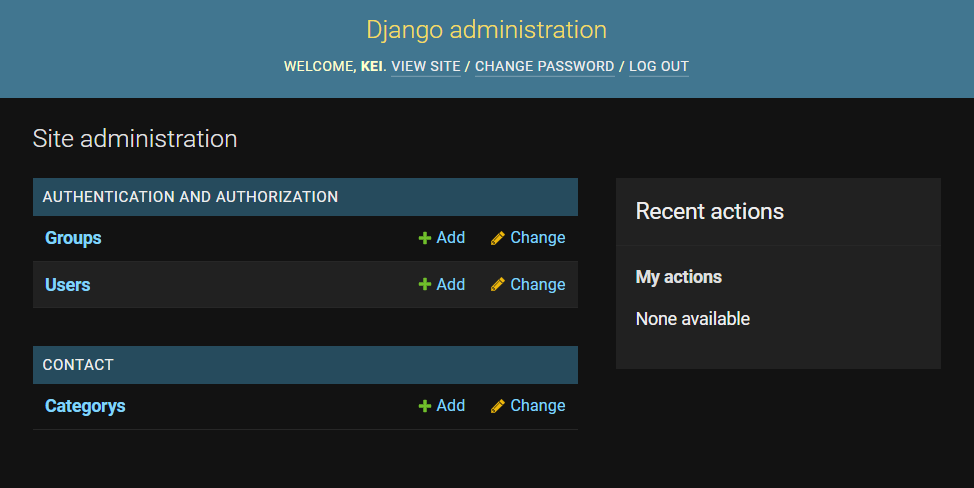 Django administration
WELCOME, KEI. VIEW SITE / CHANGE PASSWORD / LOG OUT
Site administration
AUTHENTICATION AND AUTHORIZATION
Groups Add Change
Users Add Change
CONTACT
Categorys Add Change
Recent actions
My actions
None available